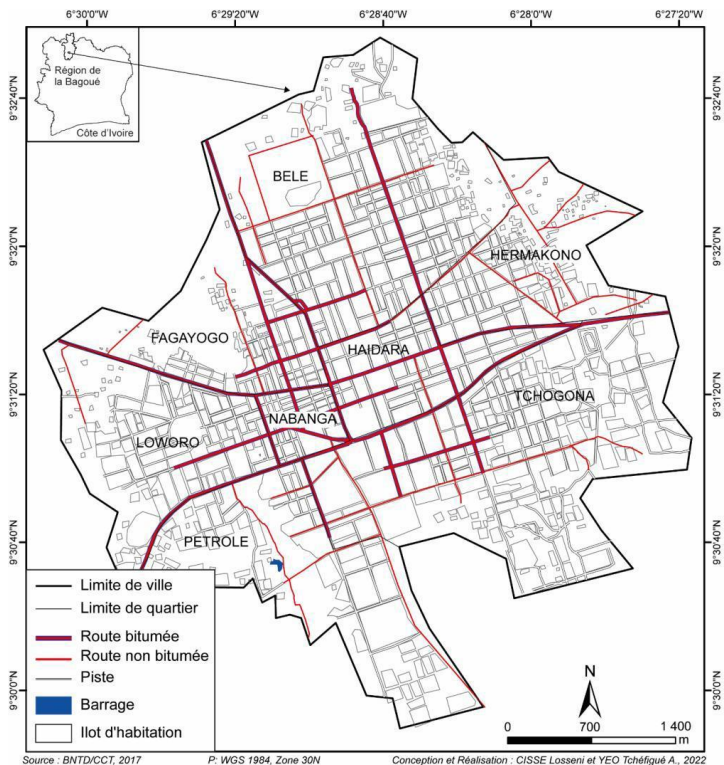 6°30'0"W 6°29'20"W 6°28'4"W 6°28'0"W 6°27'20"W
Région de
la Bagoué
Côte d'Ivoire
9°32'40"N 9°32'40"N
BELE
9°32'0"N 9°32'0"N
HERMAKONO
FAGAYOGO
HAIDARA
9°31'20"N 9°31'20"N
TCHOGONA
NABANGA
LOWORO
9°30'40"N 9°30'40"N
PETROLE
Limite de ville
Limite de quartier
Route bitumée
Route non bitumée
Piste
Barrage
Ilot d'habitation
9°30'0"N 9°30'0"N
N
0 700 1 400
m
Source : BNTD/CCT, 2017 P: WGS 1984, Zone 30N Conception et Réalisation : CISSE Losseni et YEO Tchéfigué A., 2022